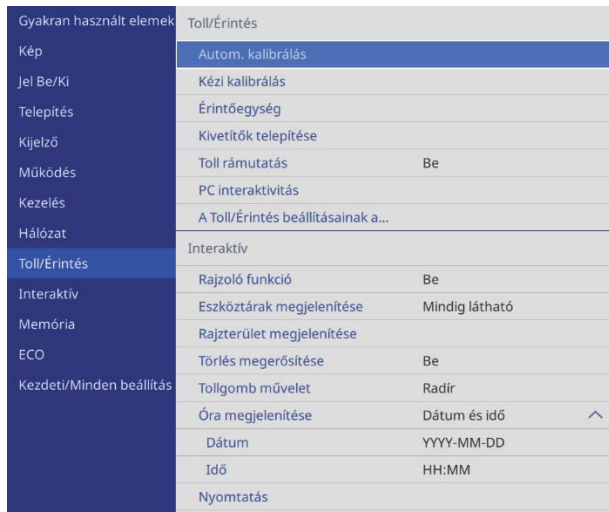 Gyakran használt elemek
Kép
Jel Be/Ki
Telepítés
Kijelző
Működés
Kezelés
Hálózat
Toll/Érintés
Interaktív
Memória
ECO
Kezdeti/Minden beállítás
Toll/Érintés
Autom. kalibrálás
Kézi kalibrálás
Érintőegység
Kivetítők telepítése
Toll rámutatás Be
PC interaktivitás
A Toll/Érintés beállításainak a...
Interaktív
Rajzoló funkció Be
Eszköztárak megjelenítése Mindig látható
Rajzterület megjelenítése
Törlés megerősítése Be
Tollgomb művelet Radír
Óra megjelenítése Dátum és idő
Dátum YYYY-MM-DD
Idő HH:MM
Nyomtatás